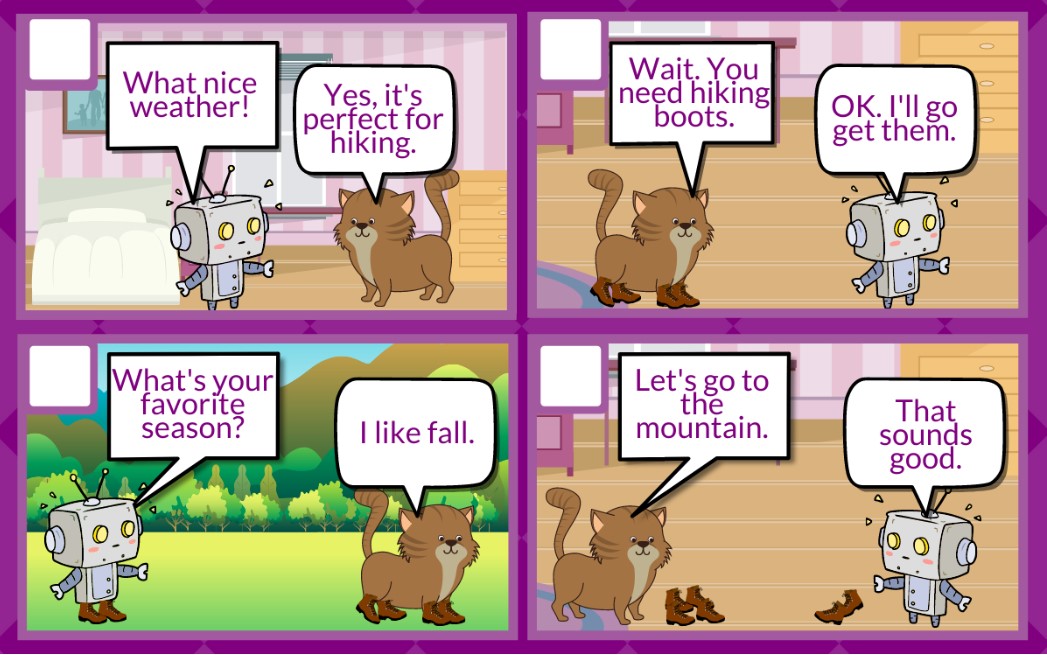 What nice
weather!
Yes, it's
perfect for
hiking.
Wait. You
need hiking
boots.
OK. I'll go
get them.
What's your
favorite
season?
I like fall.
Let's go to
the
mountain.
That
sounds
good.